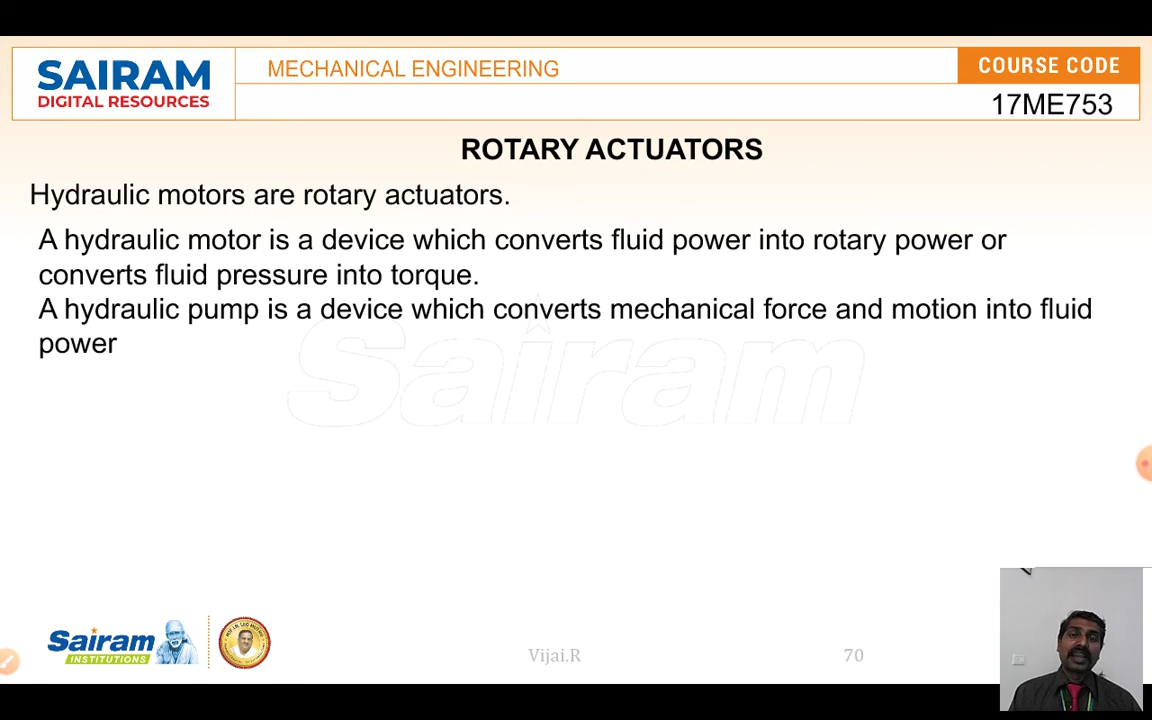 SAIRAM
DIGITAL RESOURCES
MECHANICAL ENGINEERING
COURSE CODE
17ME753
ROTARY ACTUATORS
Hydraulic motors are rotary actuators.
A hydraulic motor is a device which converts fluid power into rotary power or
converts fluid pressure into torque.
A hydraulic pump is a device which converts mechanical force and motion into fluid
power
Sairam
Sairam
INSTITUTIONS
Vijai.R
70